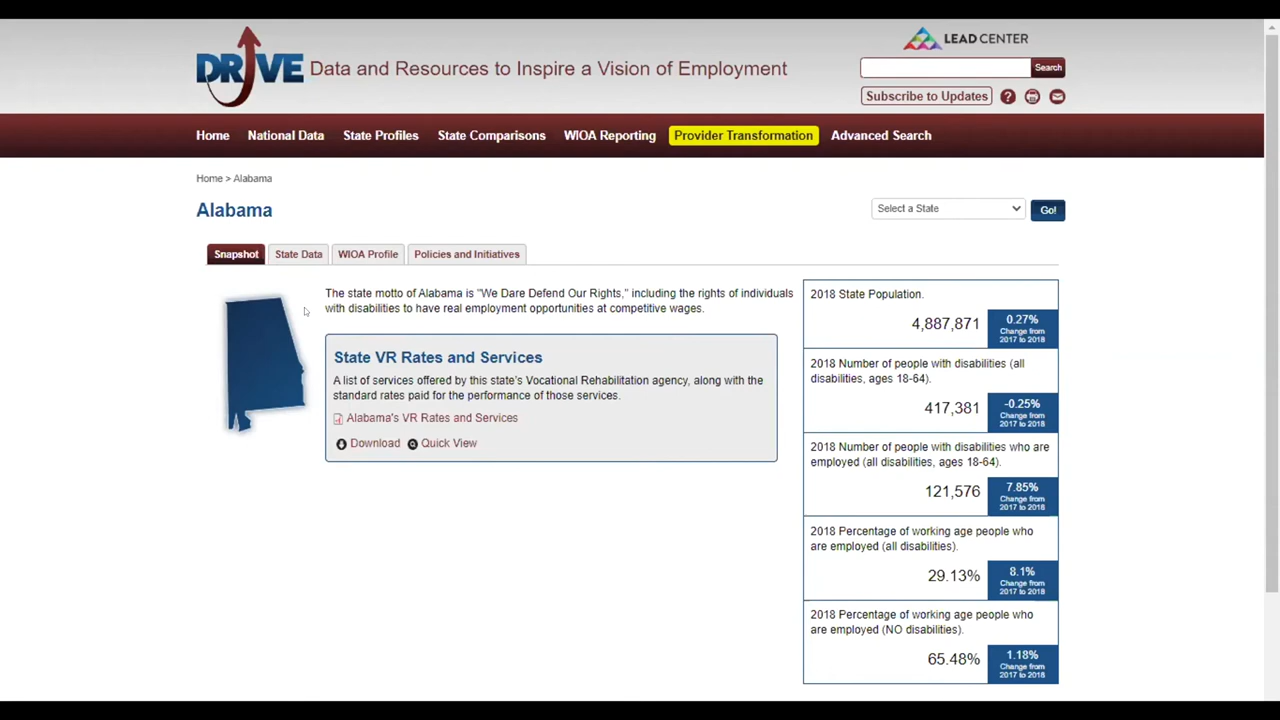 DRIVE Data and Resources to Inspire a Vision of Employment
LEAD CENTER
Search
Subscribe to Updates ?
Home National Data State Profiles State Comparisons WIOA Reporting Provider Transformation Advanced Search
Home > Alabama
Alabama
Select a State Go!
Snapshot State Data WIOA Profile Policies and Initiatives
The state motto of Alabama is "We Dare Defend Our Rights," including the rights of individuals
with disabilities to have real employment opportunities at competitive wages.
State VR Rates and Services
A list of services offered by this state's Vocational Rehabilitation agency, along with the
standard rates paid for the performance of those services.
Alabama's VR Rates and Services
Download Quick View
2018 State Population.
4,887,871
0.27%
Change from
2017 to 2018
2018 Number of people with disabilities (all
disabilities, ages 18-64).
417,381
-0.25%
Change from
2017 to 2018
2018 Number of people with disabilities who are
employed (all disabilities, ages 18-64).
121,576
7.85%
Change from
2017 to 2018
2018 Percentage of working age people who
are employed (all disabilities).
29.13%
8.1%
Change from
2017 to 2018
2018 Percentage of working age people who
are employed (NO disabilities).
65.48%
1.18%
Change from
2017 to 2018